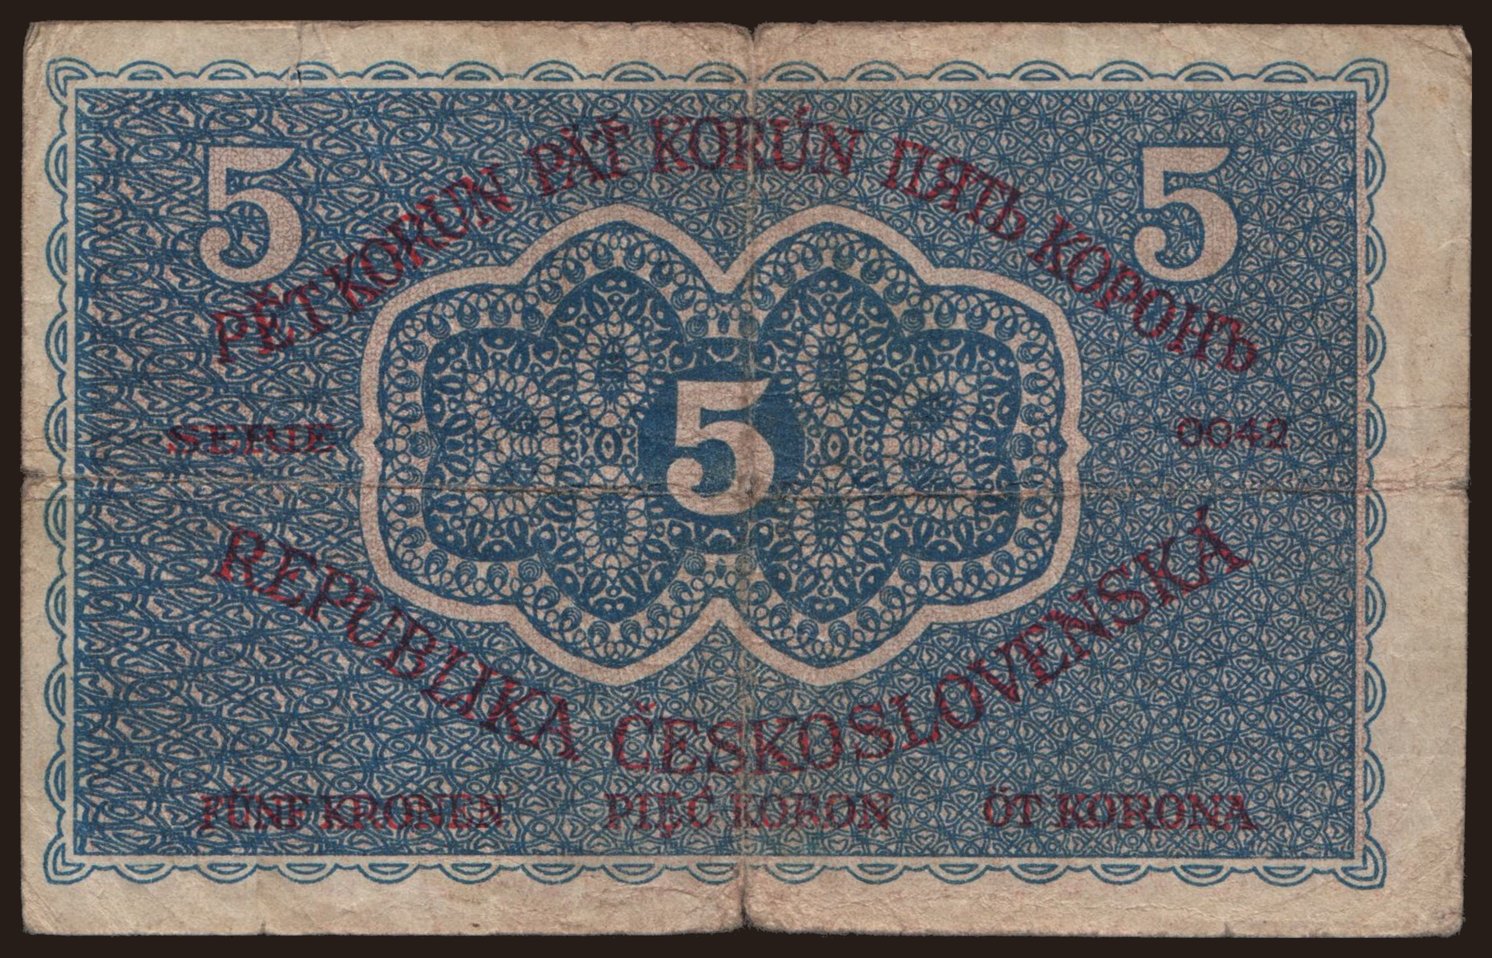 5 5
PĚT KORUN PÄŤ KORÚN ПЯТЬ КОРОНЪ
5
SERIE 0042
REPUBLIKA ČESKOSLOVENSKÁ
FÜNF KRONEN PIĘĆ KORON ÖT KORONA